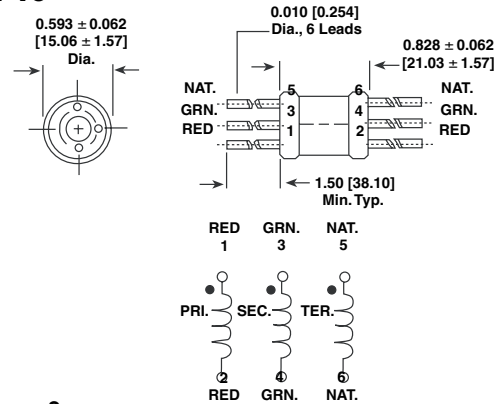 0.593 ± 0.062
[15.06 ± 1.57]
Dia.
0.010 [0.254]
Dia., 6 Leads
0.828 ± 0.062
[21.03 ± 1.57]
NAT. 5 6 NAT.
GRN. 3 4 GRN.
RED 1 2 RED
1.50 [38.10]
Min. Typ.
RED GRN. NAT.
1 3 5
PRI. SEC. TER.
2 4 6
RED GRN. NAT.